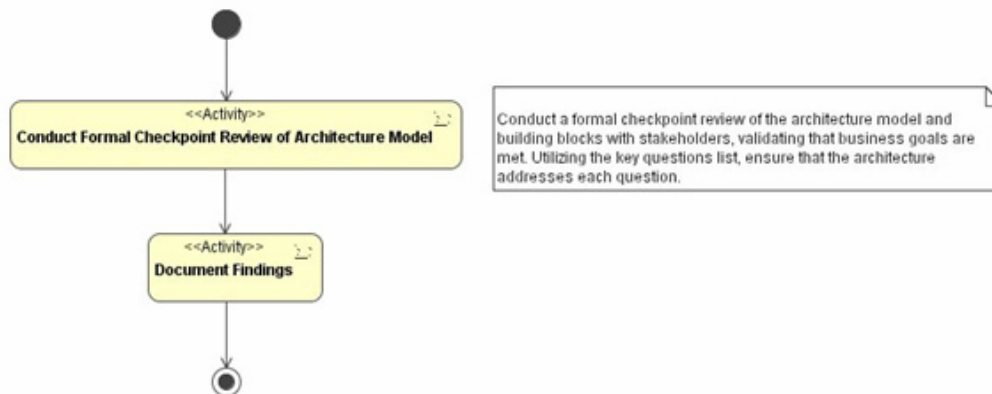 <<Activity>>
Conduct Formal Checkpoint Review of Architecture Model
Conduct a formal checkpoint review of the architecture model and
building blocks with stakeholders, validating that business goals are
met. Utilizing the key questions list, ensure that the architecture
addresses each question.
<<Activity>>
Document Findings